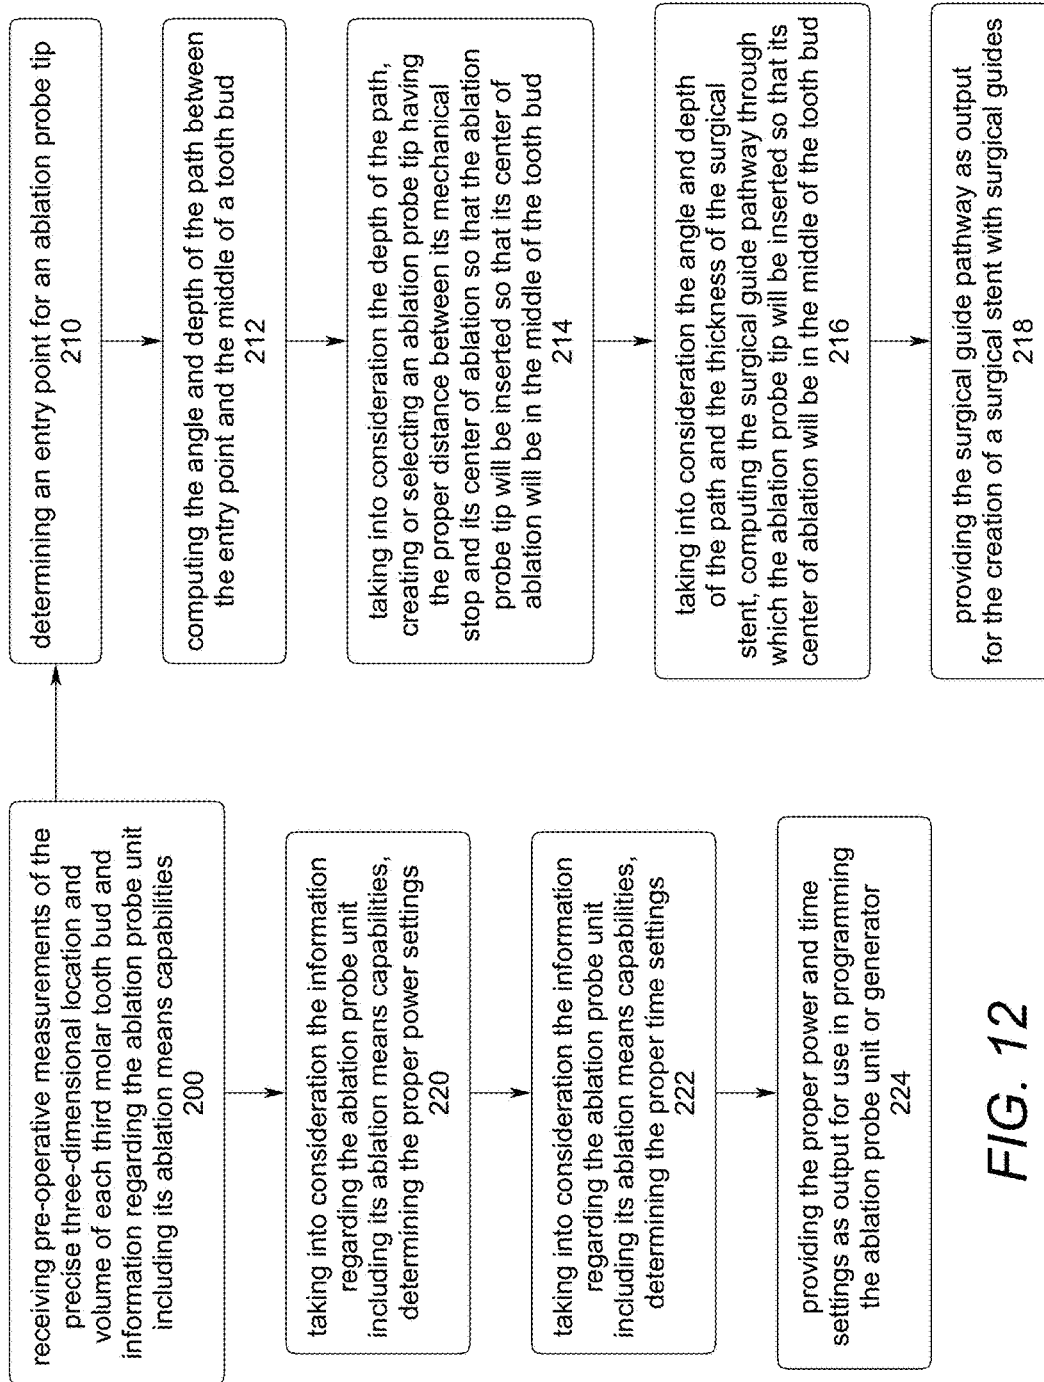 receiving pre-operative measurements of the
precise three-dimensional location and
volume of each third molar tooth bud and
information regarding the ablation probe unit
including its ablation means capabilities
200
taking into consideration the information
regarding the ablation probe unit
including its ablation means capabilities,
determining the proper power settings
220
taking into consideration the information
regarding the ablation probe unit
including its ablation means capabilities,
determining the proper time settings
222
providing the proper power and time
settings as output for use in programming
the ablation probe unit or generator
224
determining an entry point for an ablation probe tip
210
computing the angle and depth of the path between
the entry point and the middle of a tooth bud
212
taking into consideration the depth of the path,
creating or selecting an ablation probe tip having
the proper distance between its mechanical
stop and its center of ablation so that the ablation
probe tip will be inserted so that its center of
ablation will be in the middle of the tooth bud
214
taking into consideration the angle and depth
of the path and the thickness of the surgical
stent, computing the surgical guide pathway through
which the ablation probe tip will be inserted so that its
center of ablation will be in the middle of the tooth bud
216
providing the surgical guide pathway as output
for the creation of a surgical stent with surgical guides
218
FIG. 12